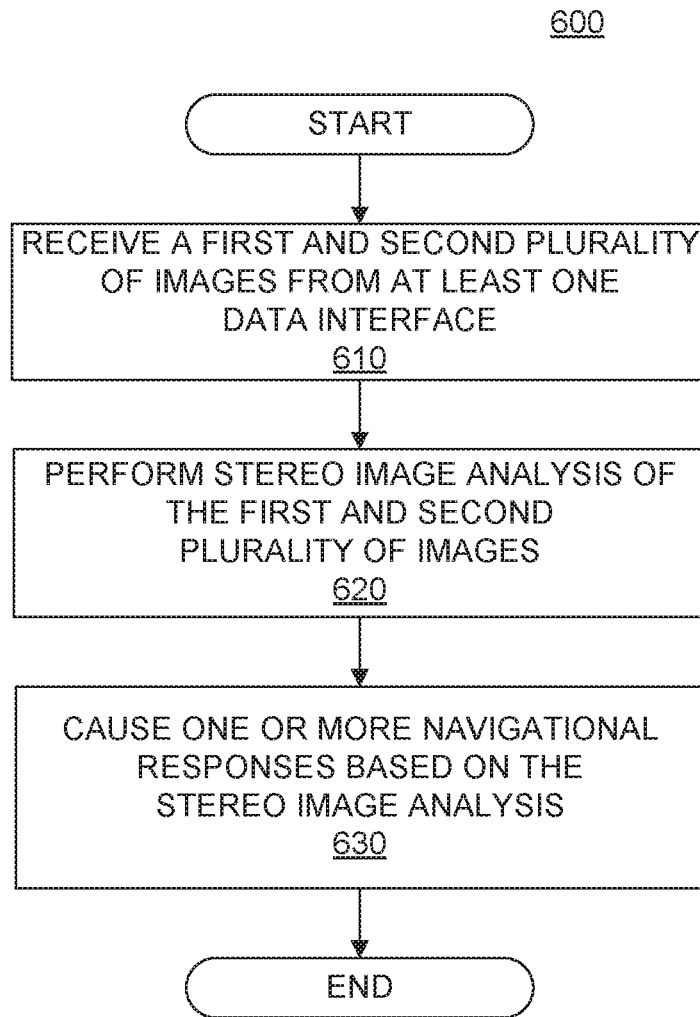 600
START
RECEIVE A FIRST AND SECOND PLURALITY
OF IMAGES FROM AT LEAST ONE
DATA INTERFACE
610
PERFORM STEREO IMAGE ANALYSIS OF
THE FIRST AND SECOND
PLURALITY OF IMAGES
620
CAUSE ONE OR MORE NAVIGATIONAL
RESPONSES BASED ON THE
STEREO IMAGE ANALYSIS
630
END